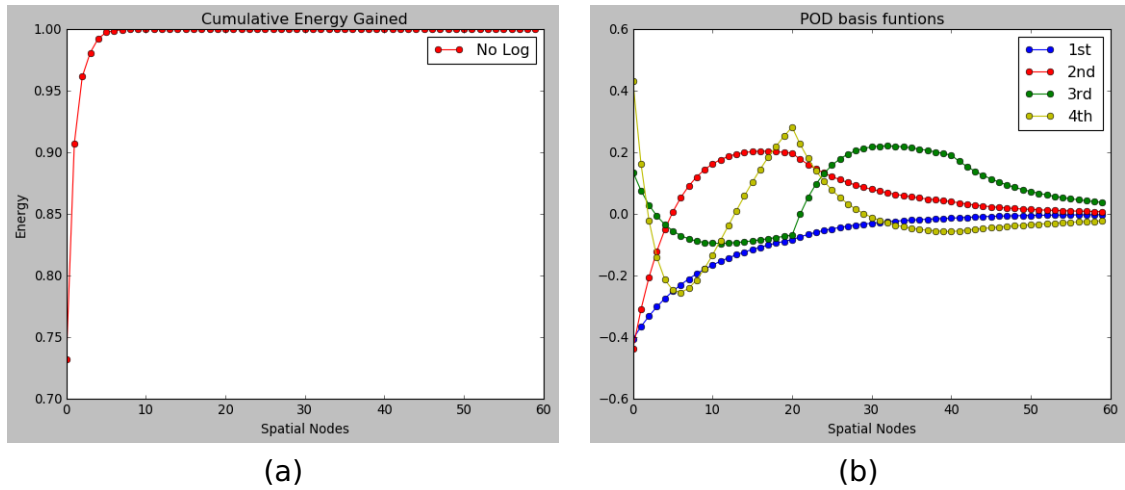 Cumulative Energy Gained
1.00
0.95
0.90
0.85
0.80
0.75
0.70
Energy
No Log
0 10 20 30 40 50 60
Spatial Nodes
(a)
POD basis funtions
0.6
0.4
0.2
0.0
−0.2
−0.4
−0.6
1st
2nd
3rd
4th
0 10 20 30 40 50 60
Spatial Nodes
(b)